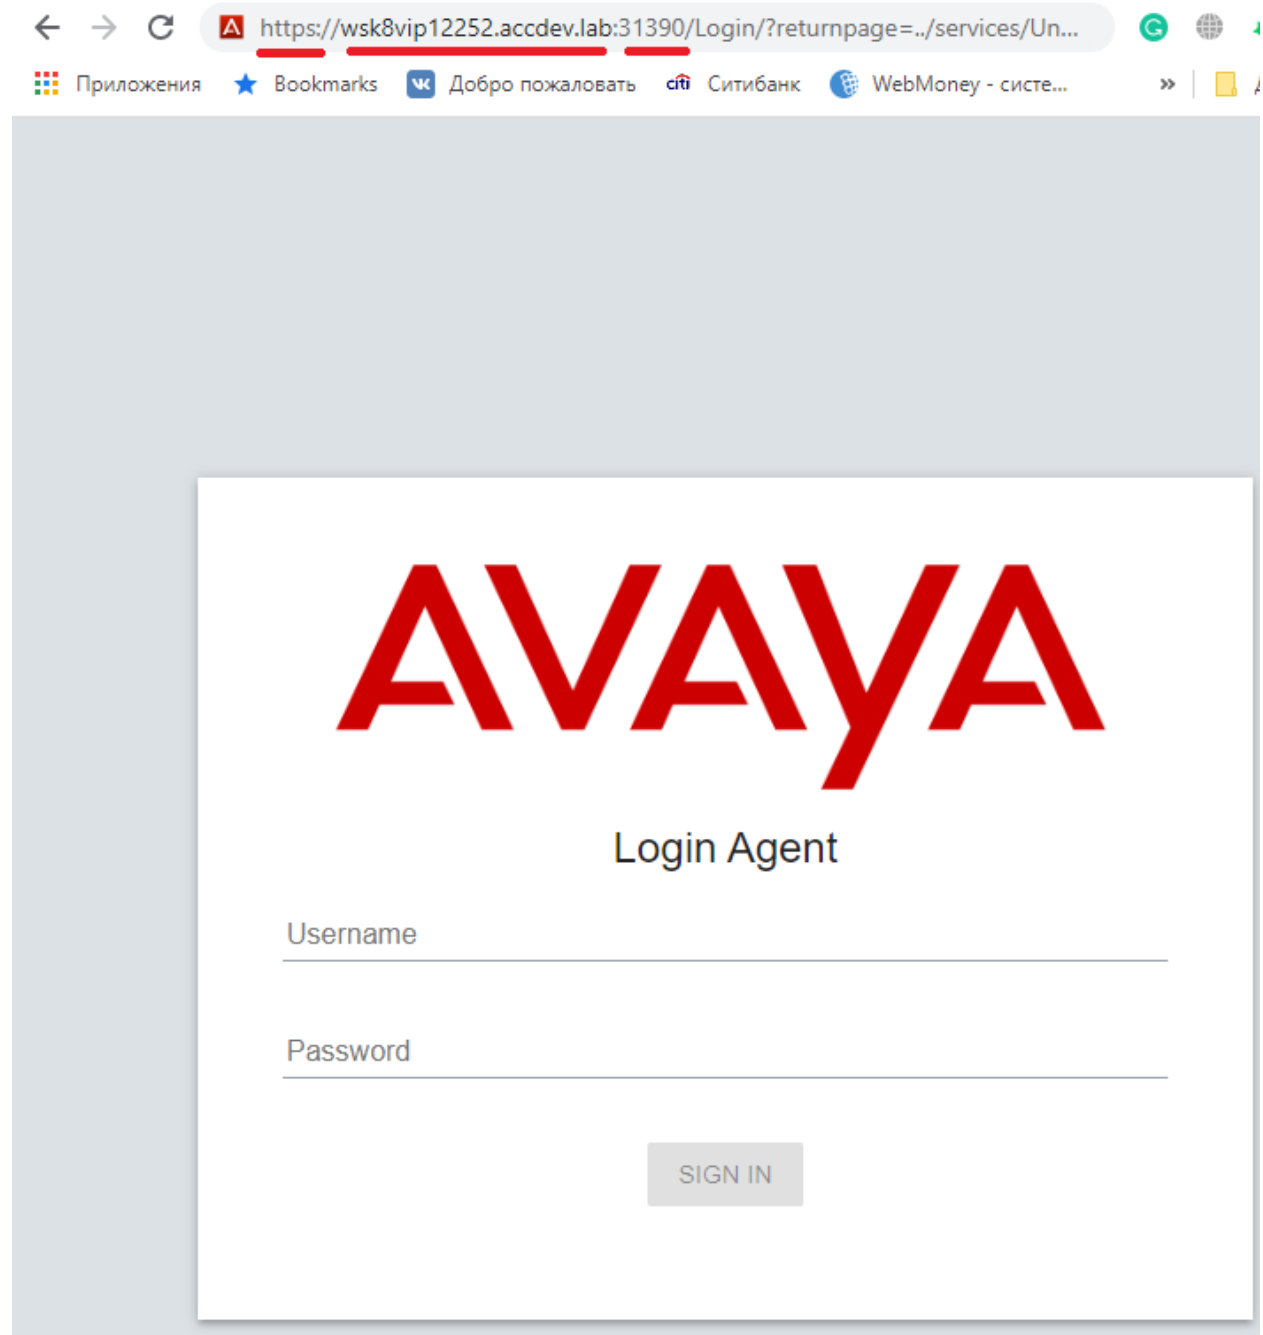 https://wsk8vip12252.accdev.lab:31390/Login/?returnpage=../services/Un...
Приложения Bookmarks Добро пожаловать citi Ситибанк WebMoney - систе... »
AVAYA
Login Agent
Username
Password
SIGN IN